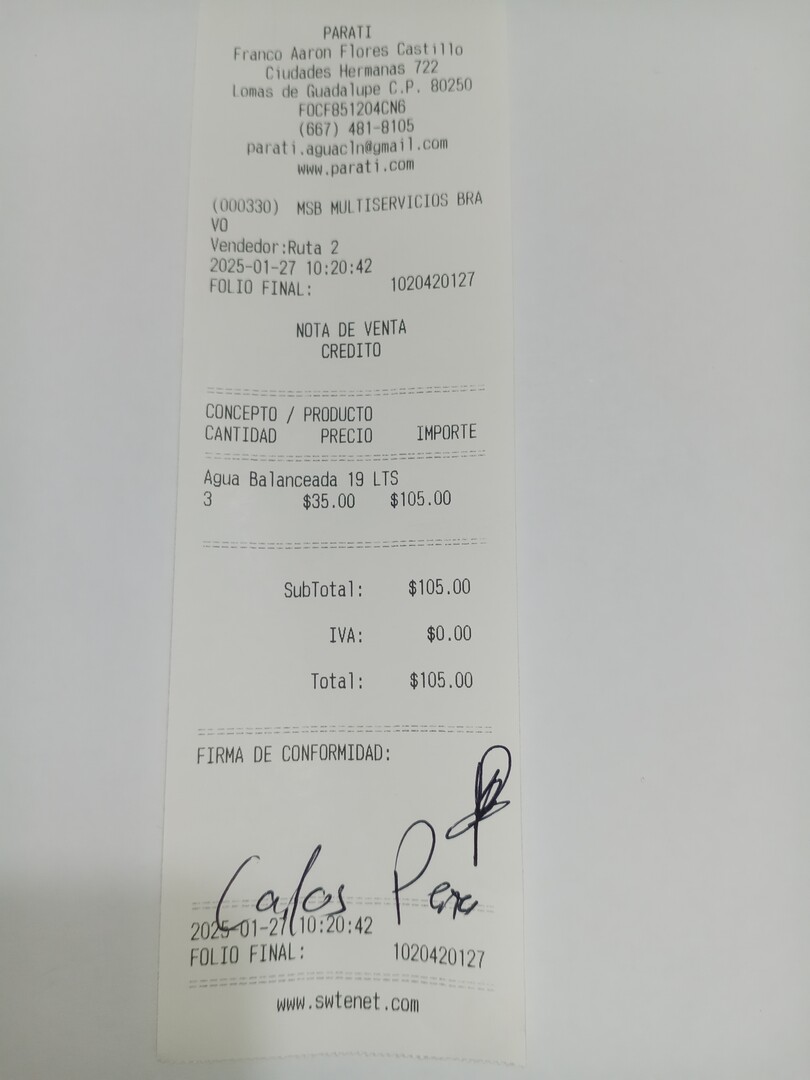 PARATI
Franco Aaron Flores Castillo
Ciudades Hermanas 722
Lomas de Guadalupe C.P. 80250
FOCF851204CN6
(667) 481-8105
parati.aguacln@gmail.com
www.parati.com
(000330) MSB MULTISERVICIOS BRA
VO
Vendedor:Ruta 2
2025-01-27 10:20:42
FOLIO FINAL: 1020420127
NOTA DE VENTA
CREDITO
CONCEPTO / PRODUCTO
CANTIDAD PRECIO IMPORTE
Agua Balanceada 19 LTS
3 $35.00 $105.00
SubTotal: $105.00
IVA: $0.00
Total: $105.00
FIRMA DE CONFORMIDAD:
Carlos Pena
2025-01-27 10:20:42
FOLIO FINAL: 1020420127
www.swtenet.com